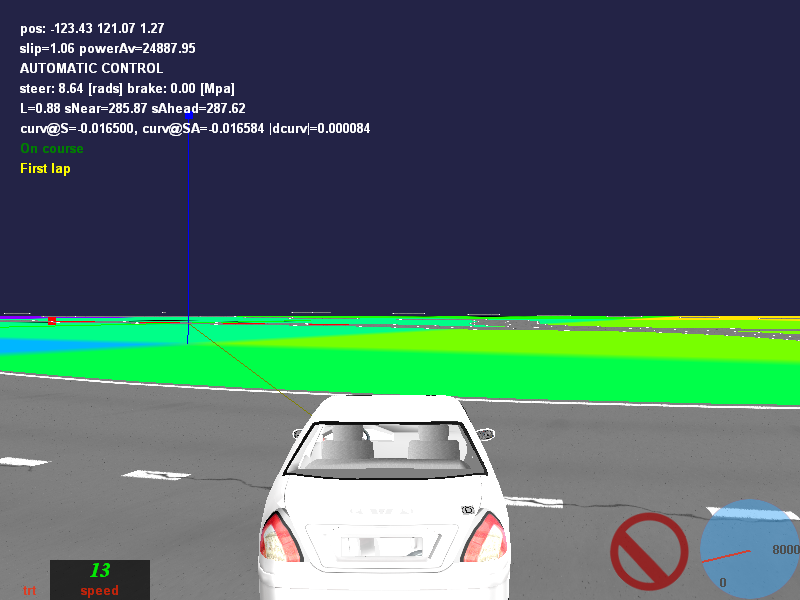 pos: -123.43 121.07 1.27
slip=1.06 powerAv=24887.95
AUTOMATIC CONTROL
steer: 8.64 [rads] brake: 0.00 [Mpa]
L=0.88 sNear=285.87 sAhead=287.62
curv@S=-0.016500, curv@SA=-0.016584 |dcurv|=0.000084
On course
First lap
8000
13
0
trt speed